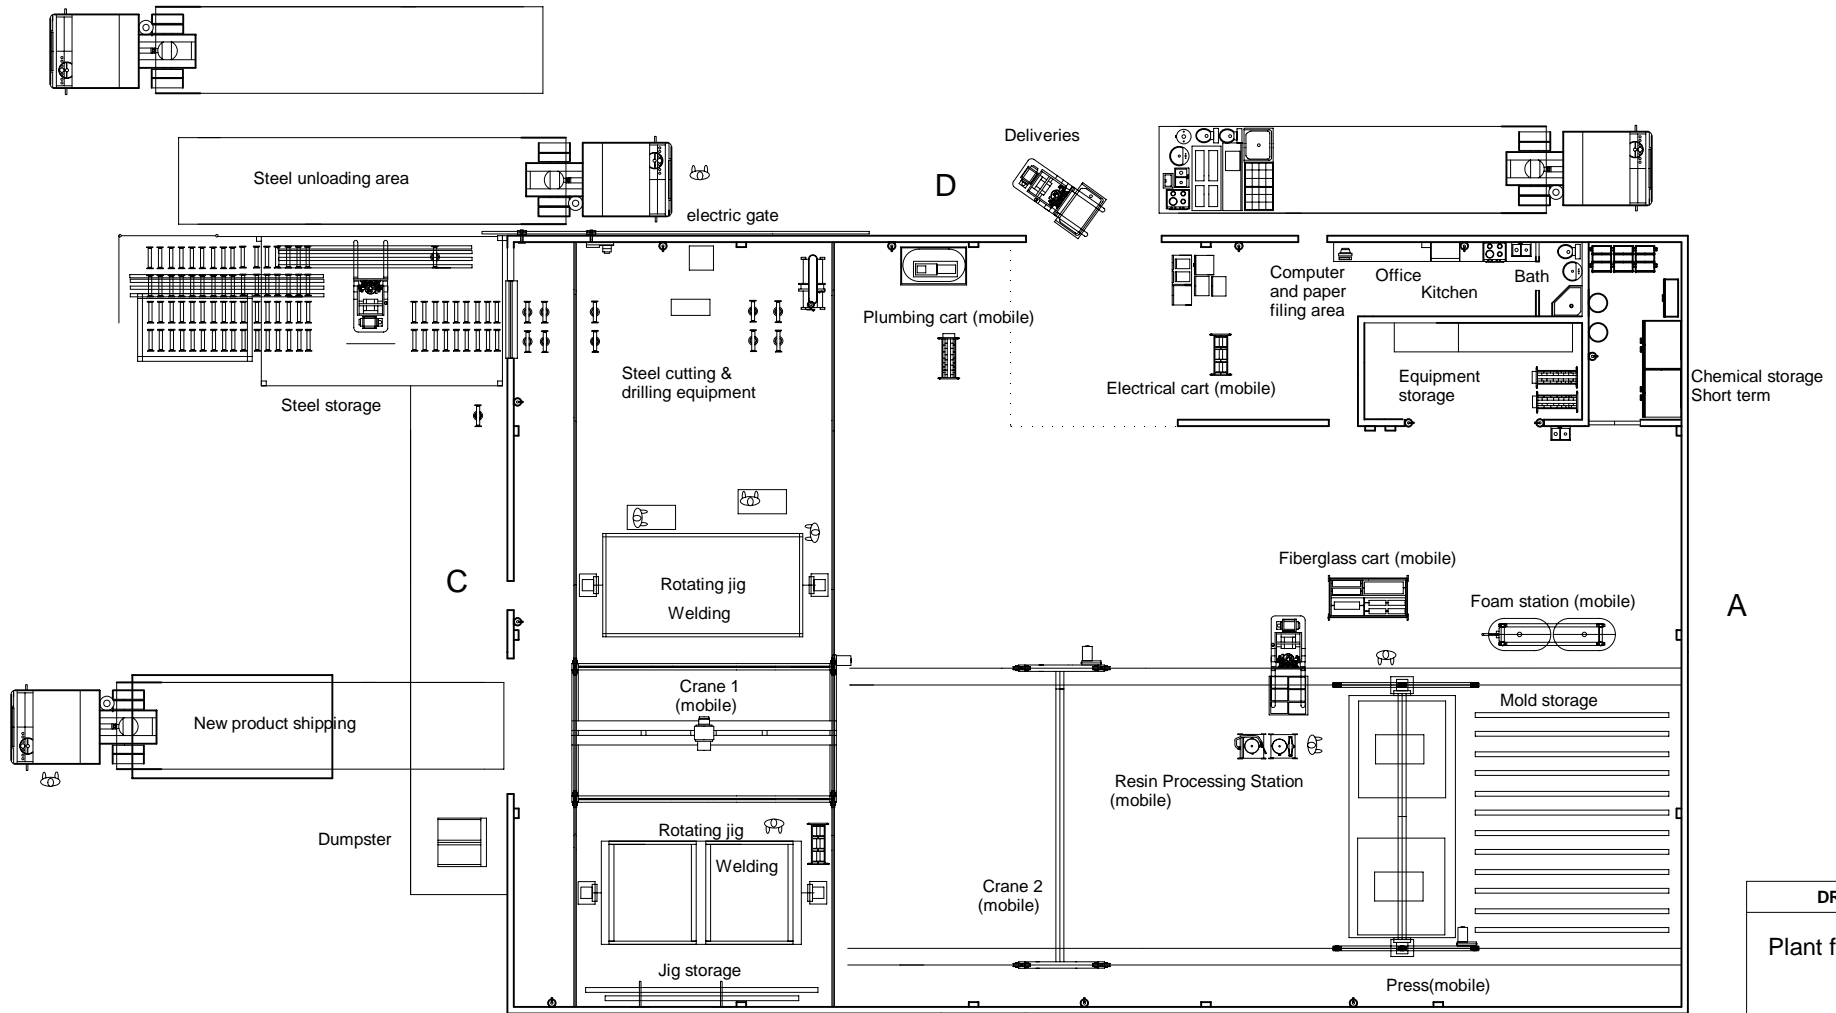 Deliveries
Steel unloading area
D
electric gate
Computer
and paper
filing area
Office
Kitchen
Bath
Plumbing cart (mobile)
Steel cutting &
drilling equipment
Electrical cart (mobile)
Equipment
storage
Chemical storage
Short term
Steel storage
C
Rotating jig
Welding
Fiberglass cart (mobile)
Foam station (mobile)
A
Crane 1
(mobile)
New product shipping
Mold storage
Resin Processing Station
(mobile)
Dumpster
Rotating jig
Welding
Crane 2
(mobile)
Jig storage
Press(mobile)
DR
Plant f